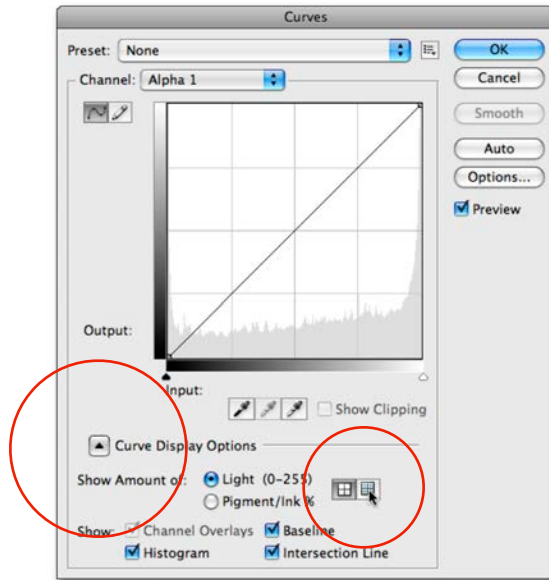 Curves
Preset: None
OK
Channel: Alpha 1
Cancel
Smooth
Auto
Options...
Preview
Output:
Input:
Show Clipping
Curve Display Options
Show Amount of: Light (0-255)
Pigment/Ink %
Show: Channel Overlays Baseline
Histogram Intersection Line